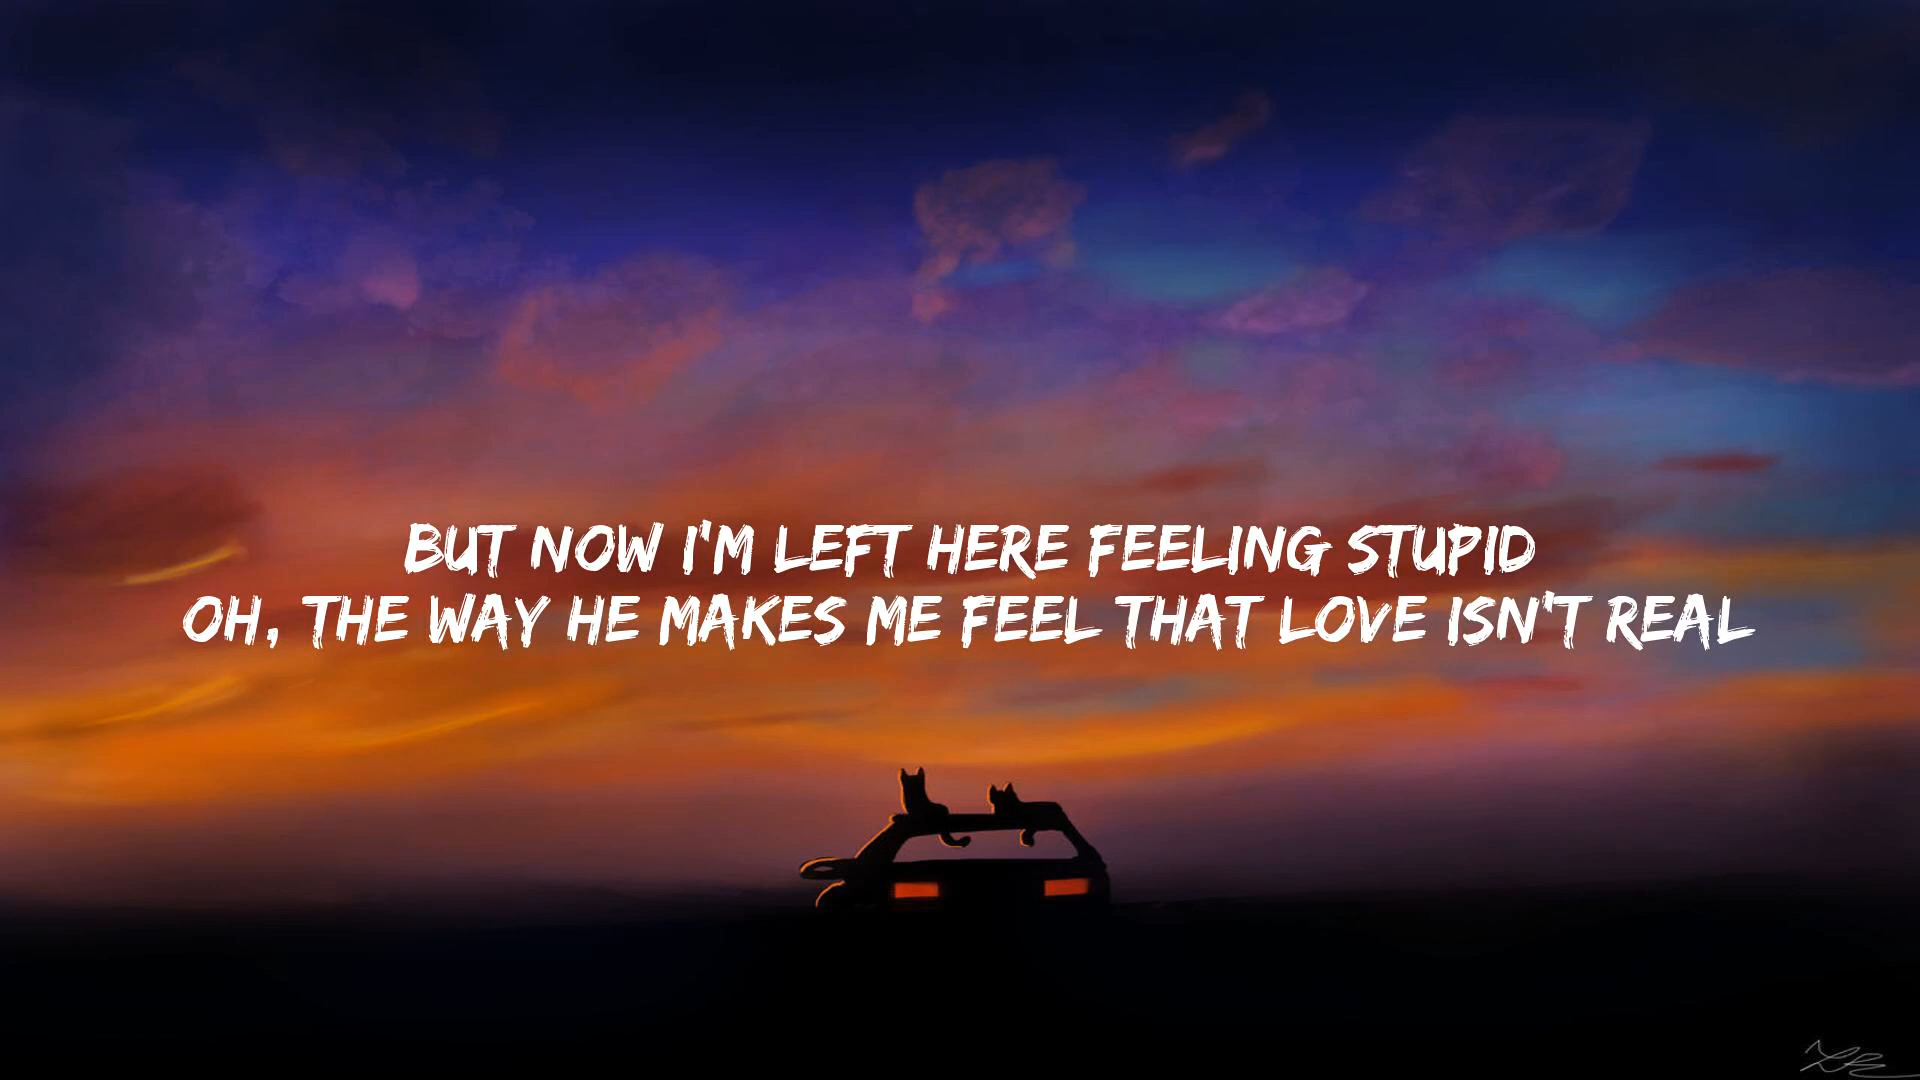 BUT NOW I'M LEFT HERE FEELING STUPID
OH, THE WAY HE MAKES ME FEEL THAT LOVE ISN'T REAL